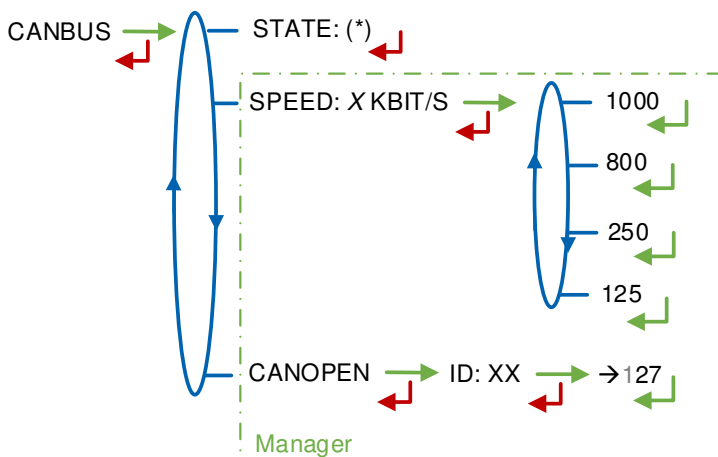 CANBUS
STATE: (*)
SPEED: X KBIT/S
1000
800
250
125
CANOPEN
ID: XX
→127
Manager